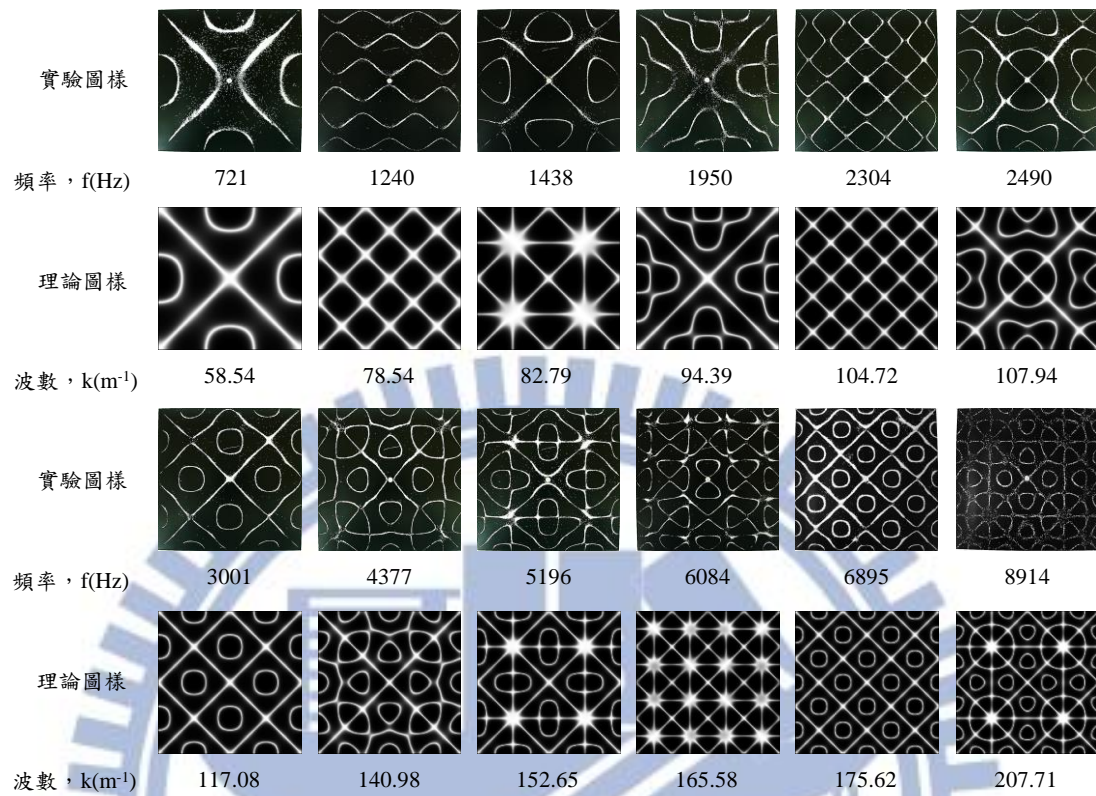 實驗圖樣
頻率，f(Hz) 721 1240 1438 1950 2304 2490
理論圖樣
波數，k(m⁻¹) 58.54 78.54 82.79 94.39 104.72 107.94
實驗圖樣
頻率，f(Hz) 3001 4377 5196 6084 6895 8914
理論圖樣
波數，k(m⁻¹) 117.08 140.98 152.65 165.58 175.62 207.71